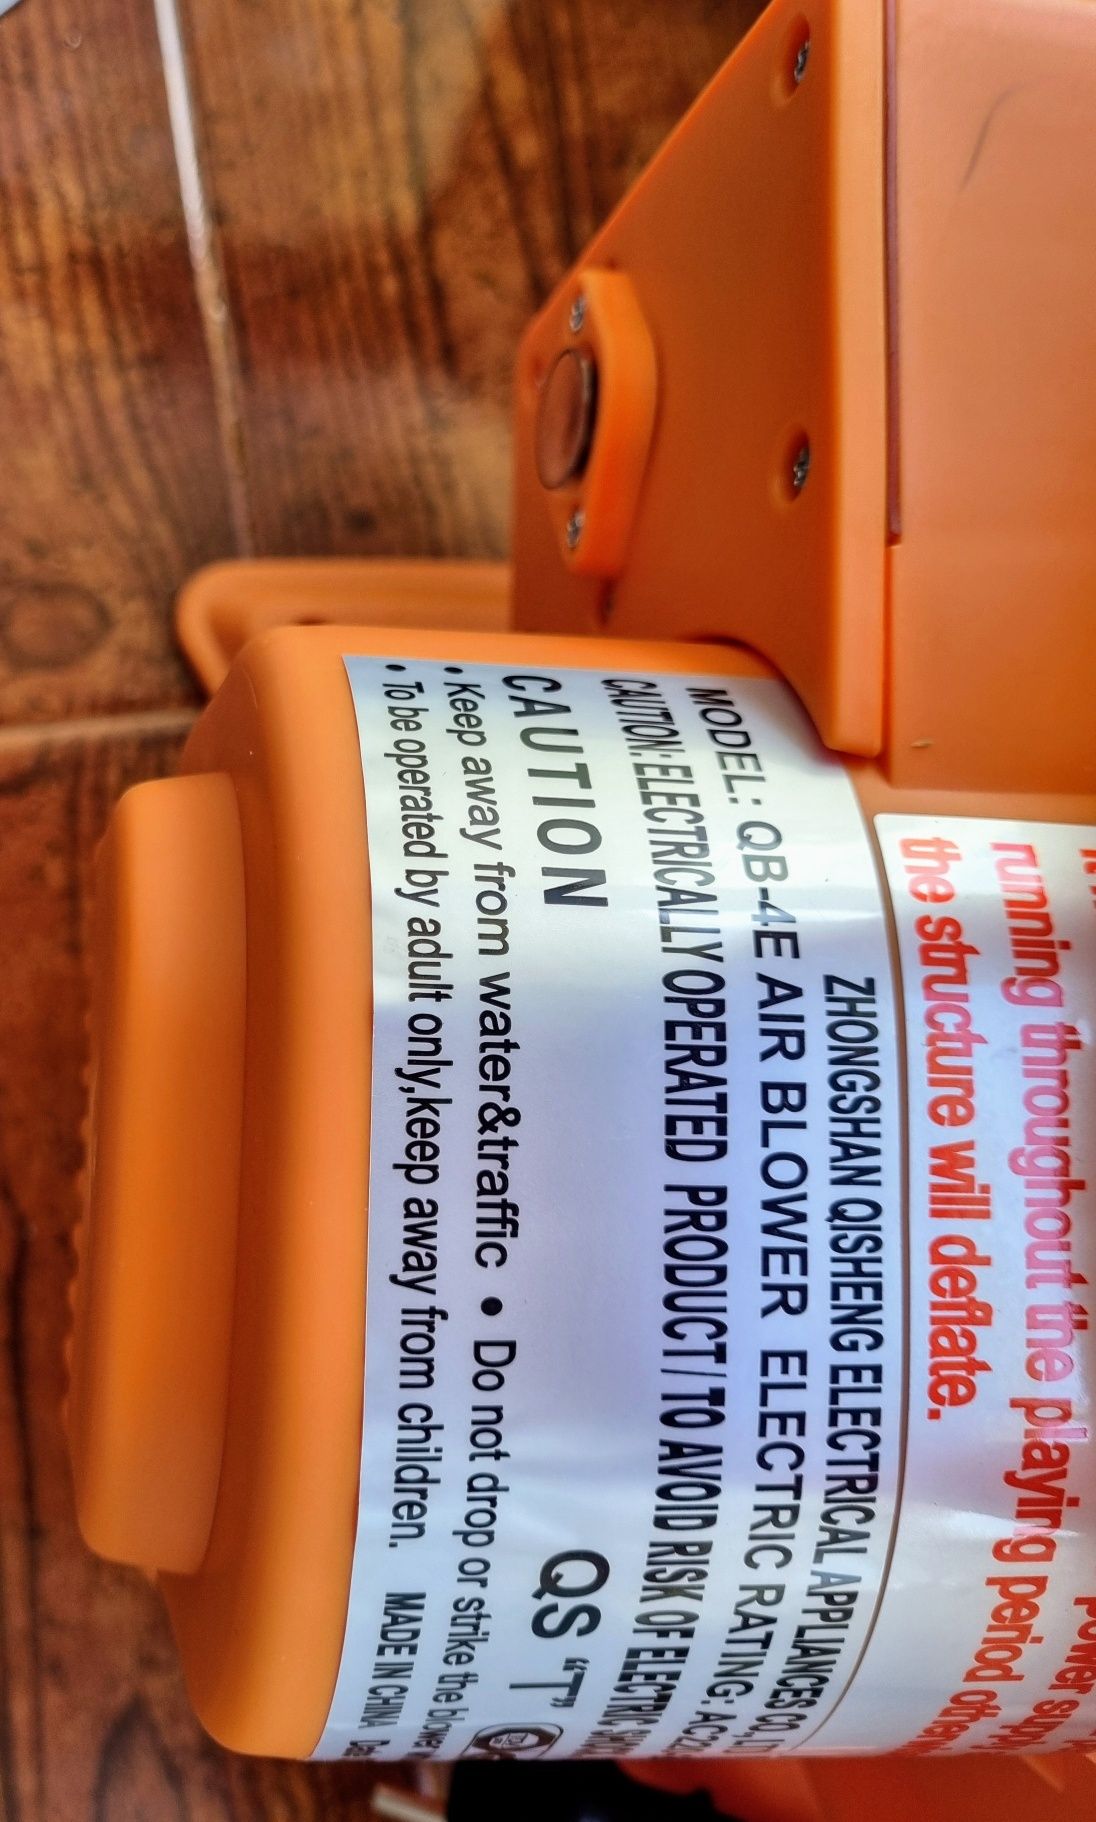 ZHONGSHAN QISHENG ELECTRICAL APPLIANCES CO.,LTD
MODEL: QB-4E AIR BLOWER ELECTRIC RATING: AC2
CAUTION: ELECTRICALLY OPERATED PRODUCT / TO AVOID RISK OF ELECTRIC
CAUTION QS "T"
• Keep away from water&traffic • Do not drop or strike the blower
• To be operated by adult only,keep away from children. MADE IN CHINA
power
running throughout the playing period
the structure will deflate.